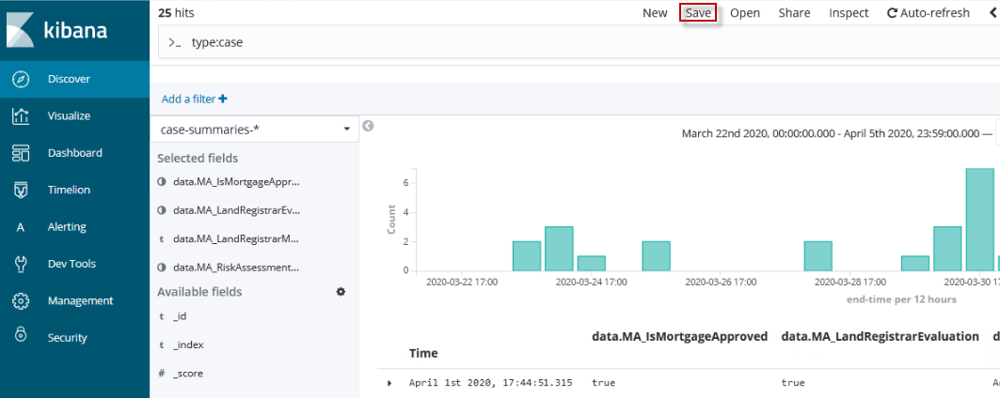 kibana
Discover
Visualize
Dashboard
Timelion
Alerting
Dev Tools
Management
Security
25 hits
New Save Open Share Inspect Auto-refresh
>_ type:case
Add a filter +
case-summaries-*
Selected fields
data.MA_IsMortgageAppr...
data.MA_LandRegistrarEv...
t data.MA_LandRegistrarM...
data.MA_RiskAssessment...
Available fields
t _id
t _index
# _score
March 22nd 2020, 00:00:00.000 - April 5th 2020, 23:59:00.000 —
Count
6
4
2
0
2020-03-22 17:00 2020-03-24 17:00 2020-03-26 17:00 2020-03-28 17:00 2020-03-30 17
end-time per 12 hours
Time data.MA_IsMortgageApproved data.MA_LandRegistrarEvaluation d
April 1st 2020, 17:44:51.315 true true A